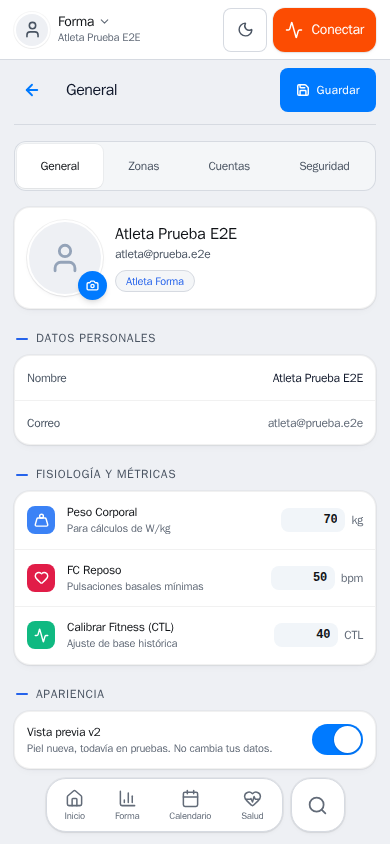 Forma
Atleta Prueba E2E
Conectar
General
Guardar
General
Zonas
Cuentas
Seguridad
Atleta Prueba E2E
atleta@prueba.e2e
Atleta Forma
DATOS PERSONALES
Nombre
Atleta Prueba E2E
Correo
atleta@prueba.e2e
FISIOLOGÍA Y MÉTRICAS
Peso Corporal
Para cálculos de W/kg
70 kg
FC Reposo
Pulsaciones basales mínimas
50 bpm
Calibrar Fitness (CTL)
Ajuste de base histórica
40 CTL
APARIENCIA
Vista previa v2
Piel nueva, todavía en pruebas. No cambia tus datos.
Inicio
Forma
Calendario
Salud